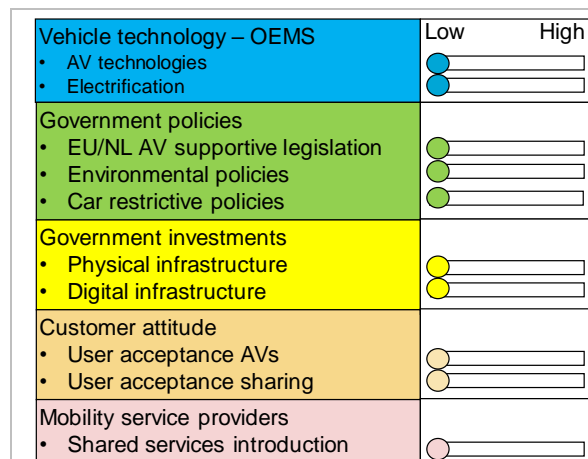 Vehicle technology – OEMS
Low High
• AV technologies
• Electrification
Government policies
• EU/NL AV supportive legislation
• Environmental policies
• Car restrictive policies
Government investments
• Physical infrastructure
• Digital infrastructure
Customer attitude
• User acceptance AVs
• User acceptance sharing
Mobility service providers
• Shared services introduction